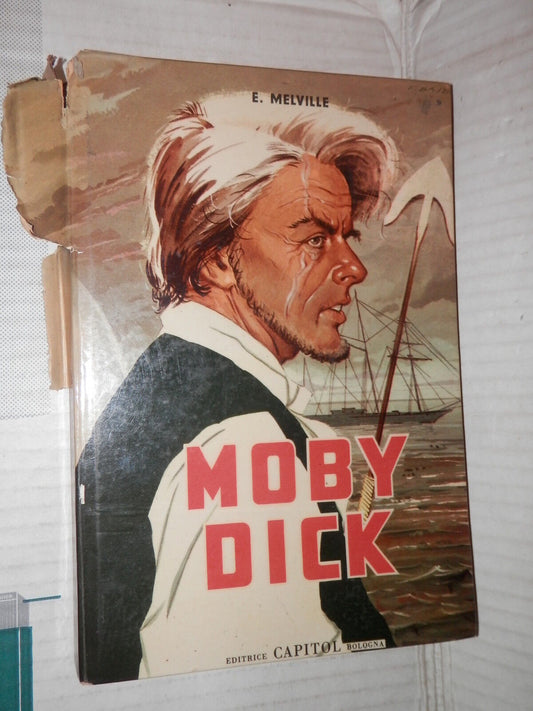 E. MELVILLE
MOBY
DICK
EDITRICE CAPITOL BOLOGNA